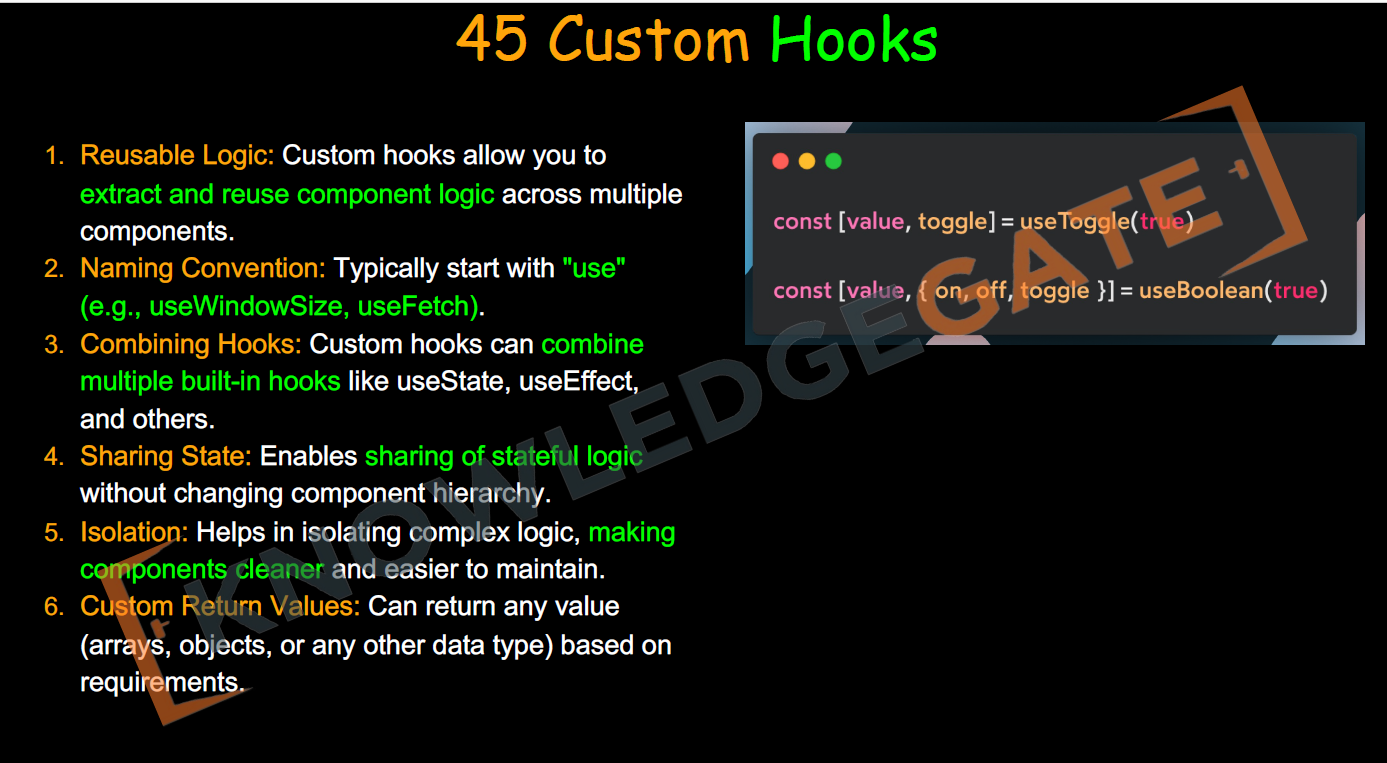 45 Custom Hooks
1. Reusable Logic: Custom hooks allow you to
extract and reuse component logic across multiple
components.
2. Naming Convention: Typically start with "use"
(e.g., useWindowSize, useFetch).
3. Combining Hooks: Custom hooks can combine
multiple built-in hooks like useState, useEffect,
and others.
4. Sharing State: Enables sharing of stateful logic
without changing component hierarchy.
5. Isolation: Helps in isolating complex logic, making
components cleaner and easier to maintain.
6. Custom Return Values: Can return any value
(arrays, objects, or any other data type) based on
requirements.
const [value, toggle] = useToggle(true)
const [value, { on, off, toggle }] = useBoolean(true)
KNOWLEDGEGATE